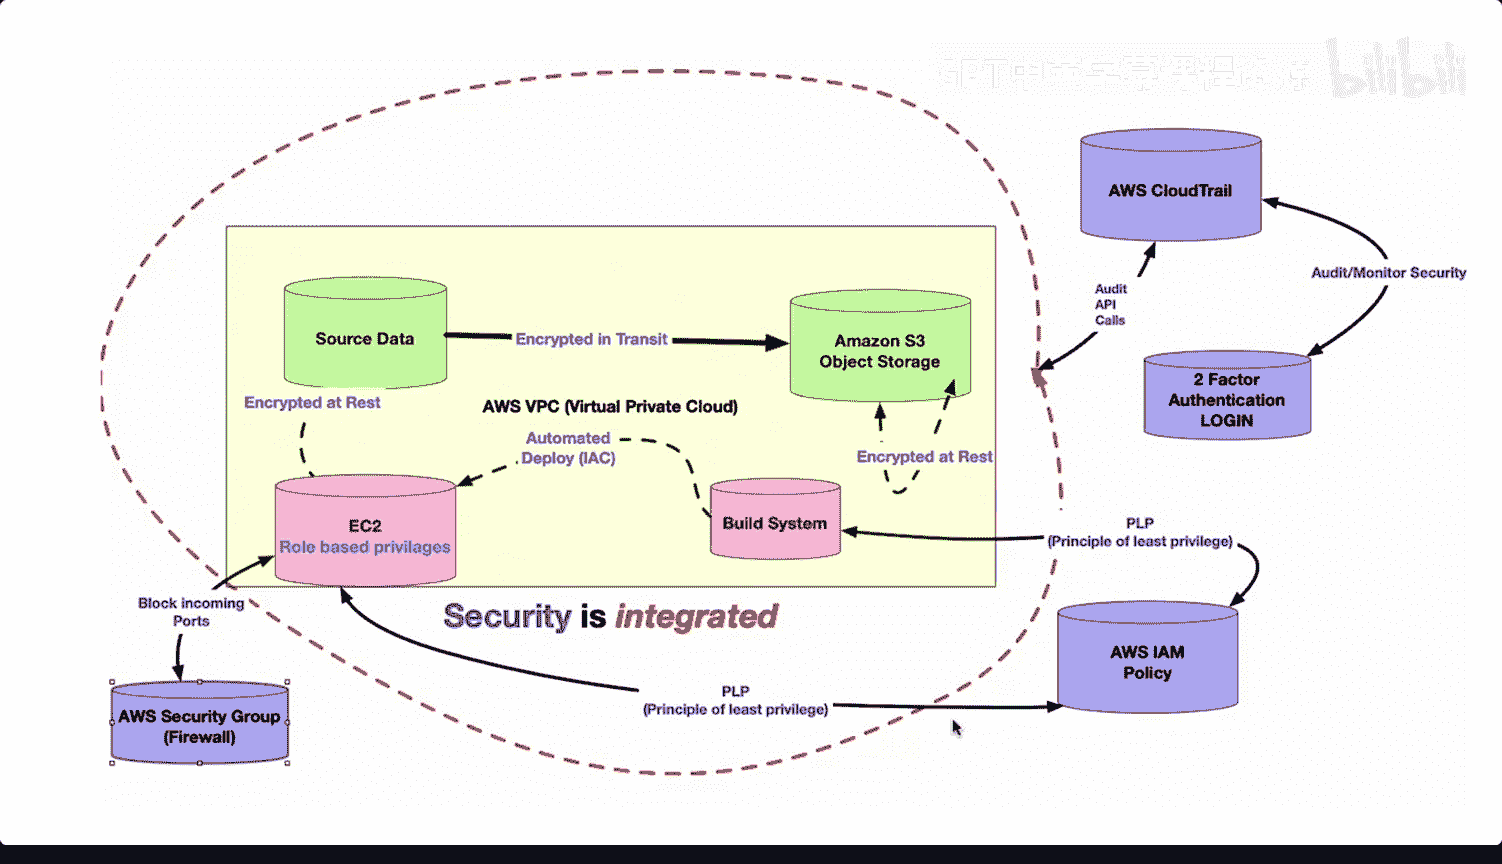 bilibili
AWS CloudTrail
Audit/Monitor Security
Audit
API
Calls
2 Factor
Authentication
LOGIN
Source Data
Encrypted in Transit
Amazon S3
Object Storage
Encrypted at Rest
AWS VPC (Virtual Private Cloud)
Automated
Deploy (IAC)
Encrypted at Rest
EC2
Role based privilages
Build System
PLP
(Principle of least privilege)
Block incoming
Ports
Security is integrated
AWS IAM
Policy
PLP
(Principle of least privilege)
AWS Security Group
(Firewall)